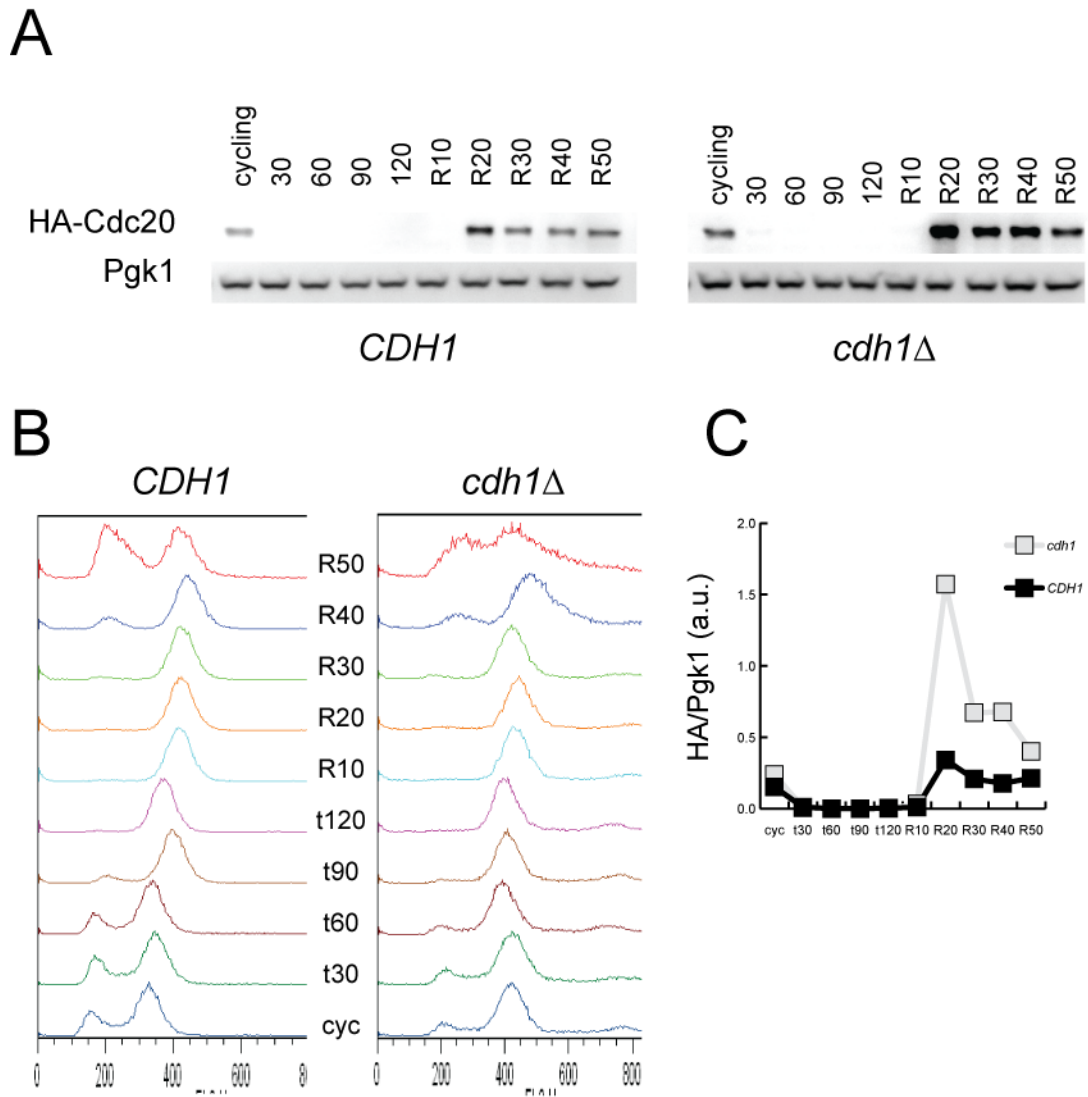 A
cycling 30 60 90 120 R10 R20 R30 R40 R50 cycling 30 60 90 120 R10 R20 R30 R40 R50
HA-Cdc20
Pgk1
CDH1 cdh1Δ
B C
CDH1 cdh1Δ
R50
R40
R30
R20
R10
t120
t90
t60
t30
cyc
0 200 400 600 0 200 400 600 800
HA/Pgk1 (a.u.)
2.0
1.5
1.0
0.5
0.0
cdh1
CDH1
cyc t30 t60 t90 t120 R10 R20 R30 R40 R50